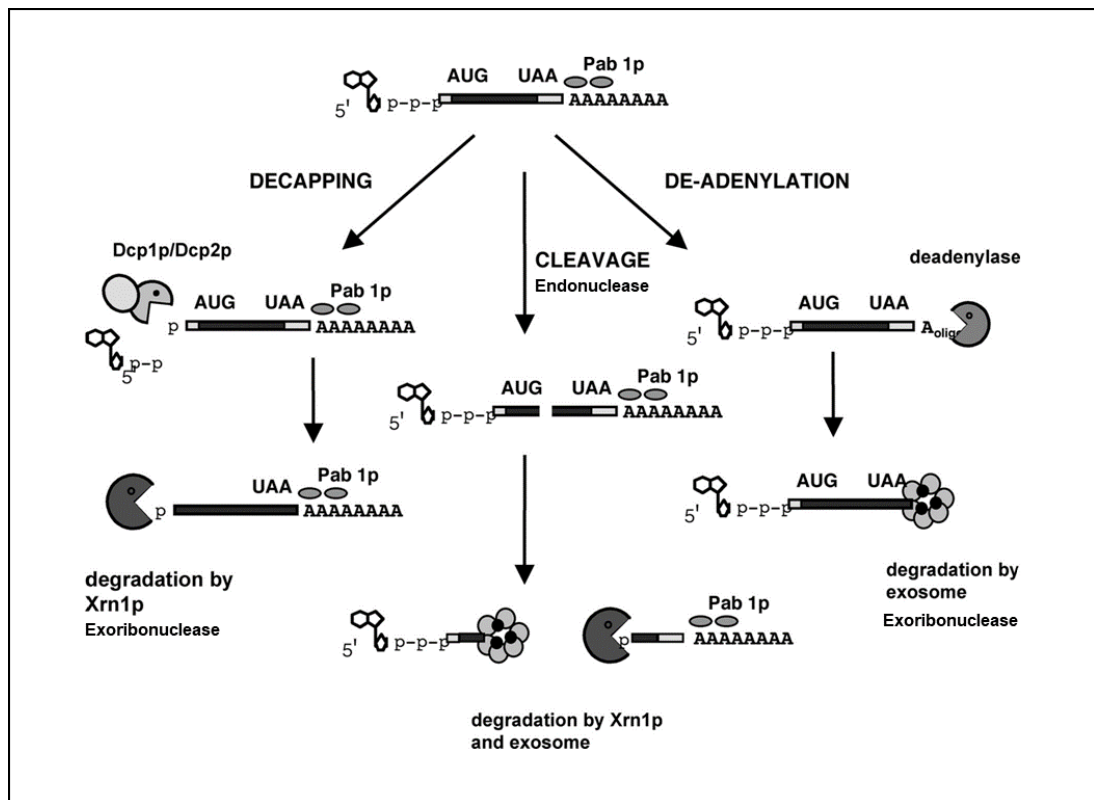 Pab 1p
AUG UAA
5' p-p-p AAAAAAAA
DECAPPING
DE-ADENYLATION
Dcp1p/Dcp2p
CLEAVAGE
Endonuclease
deadenylase
AUG UAA Pab 1p
p AAAAAAAA
5' p-p
AUG UAA
5' p-p-p Aoligo
AUG UAA Pab 1p
5' p-p-p AAAAAAAA
UAA Pab 1p
p AAAAAAAA
AUG UAA
5' p-p-p
degradation by
Xrn1p
Exoribonuclease
degradation by
exosome
Exoribonuclease
5' p-p-p
Pab 1p
p AAAAAAAA
degradation by Xrn1p
and exosome